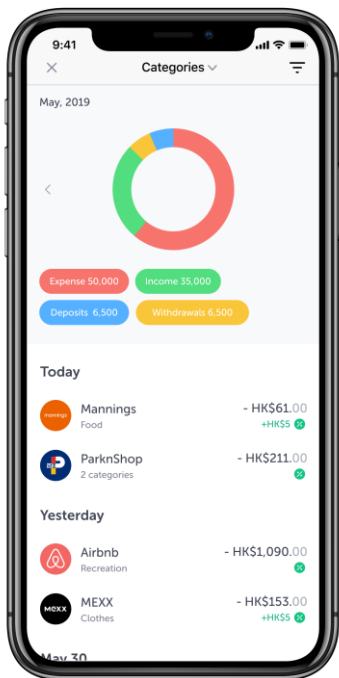 9:41
Categories
May, 2019
Expense 50,000
Income 35,000
Deposits 6,500
Withdrawals 6,500
Today
mannings
Mannings
- HK$61.00
Food
+HK$5
P
ParknShop
- HK$211.00
2 categories
Yesterday
Airbnb
- HK$1,090.00
Recreation
MEXX
MEXX
- HK$153.00
Clothes
+HK$5
May 30